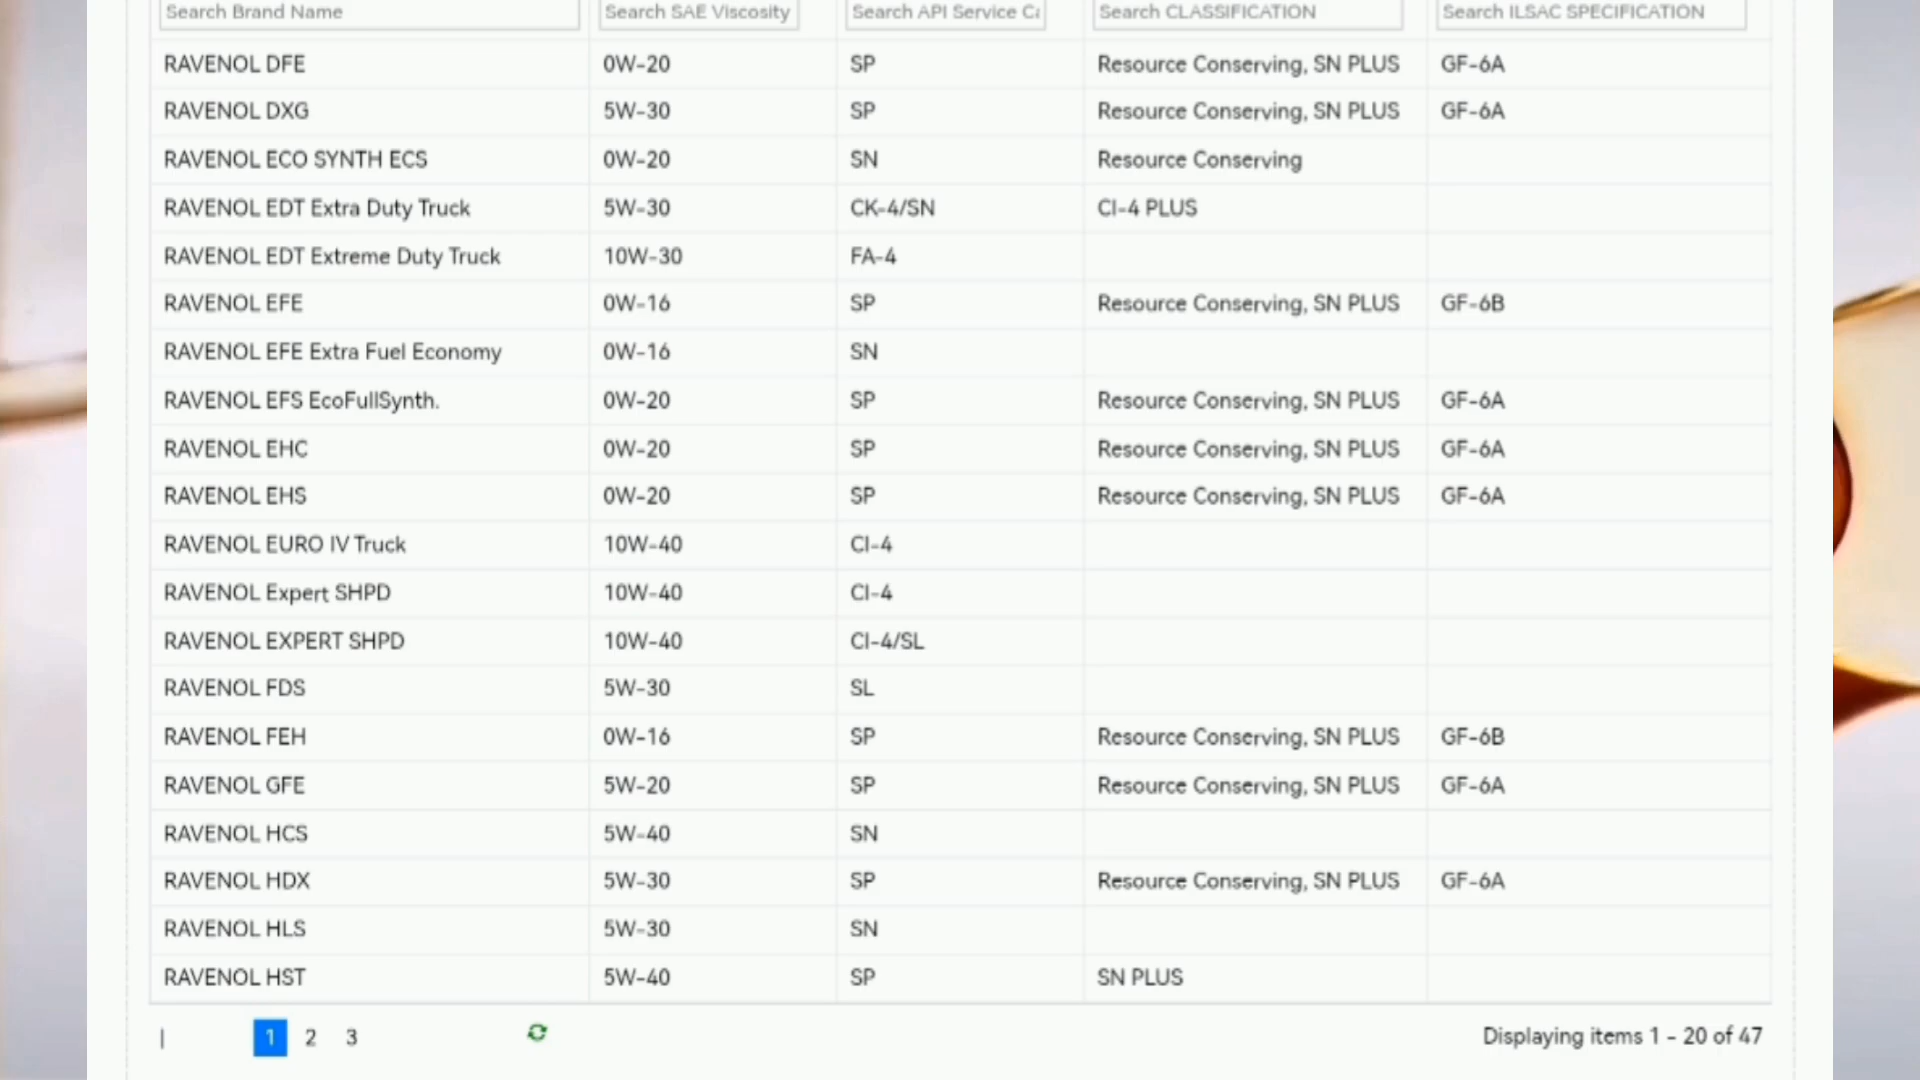 Search Brand Name Search SAE Viscosity Search API Service Ca Search CLASSIFICATION Search ILSAC SPECIFICATION
RAVENOL DFE 0W-20 SP Resource Conserving, SN PLUS GF-6A
RAVENOL DXG 5W-30 SP Resource Conserving, SN PLUS GF-6A
RAVENOL ECO SYNTH ECS 0W-20 SN Resource Conserving
RAVENOL EDT Extra Duty Truck 5W-30 CK-4/SN CI-4 PLUS
RAVENOL EDT Extreme Duty Truck 10W-30 FA-4
RAVENOL EFE 0W-16 SP Resource Conserving, SN PLUS GF-6B
RAVENOL EFE Extra Fuel Economy 0W-16 SN
RAVENOL EFS EcoFullSynth. 0W-20 SP Resource Conserving, SN PLUS GF-6A
RAVENOL EHC 0W-20 SP Resource Conserving, SN PLUS GF-6A
RAVENOL EHS 0W-20 SP Resource Conserving, SN PLUS GF-6A
RAVENOL EURO IV Truck 10W-40 CI-4
RAVENOL Expert SHPD 10W-40 CI-4
RAVENOL EXPERT SHPD 10W-40 CI-4/SL
RAVENOL FDS 5W-30 SL
RAVENOL FEH 0W-16 SP Resource Conserving, SN PLUS GF-6B
RAVENOL GFE 5W-20 SP Resource Conserving, SN PLUS GF-6A
RAVENOL HCS 5W-40 SN
RAVENOL HDX 5W-30 SP Resource Conserving, SN PLUS GF-6A
RAVENOL HLS 5W-30 SN
RAVENOL HST 5W-40 SP SN PLUS
| 1 2 3 Displaying items 1 - 20 of 47